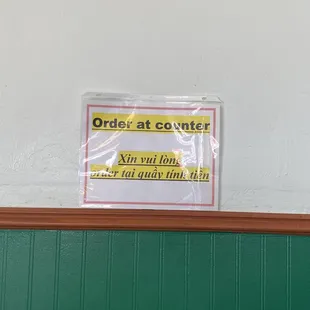 Order at counter
Xin vui lòng
order tai quầy tính tiền